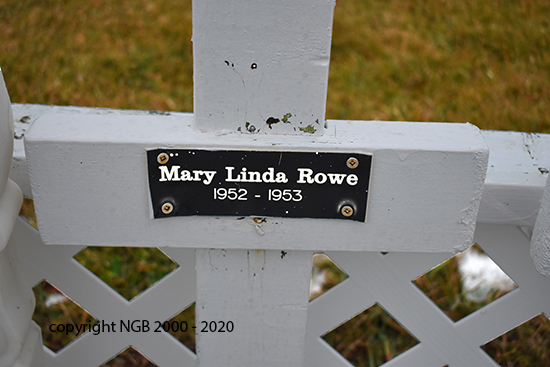 Mary Linda Rowe
1952 - 1953
copyright NGB 2000 - 2020